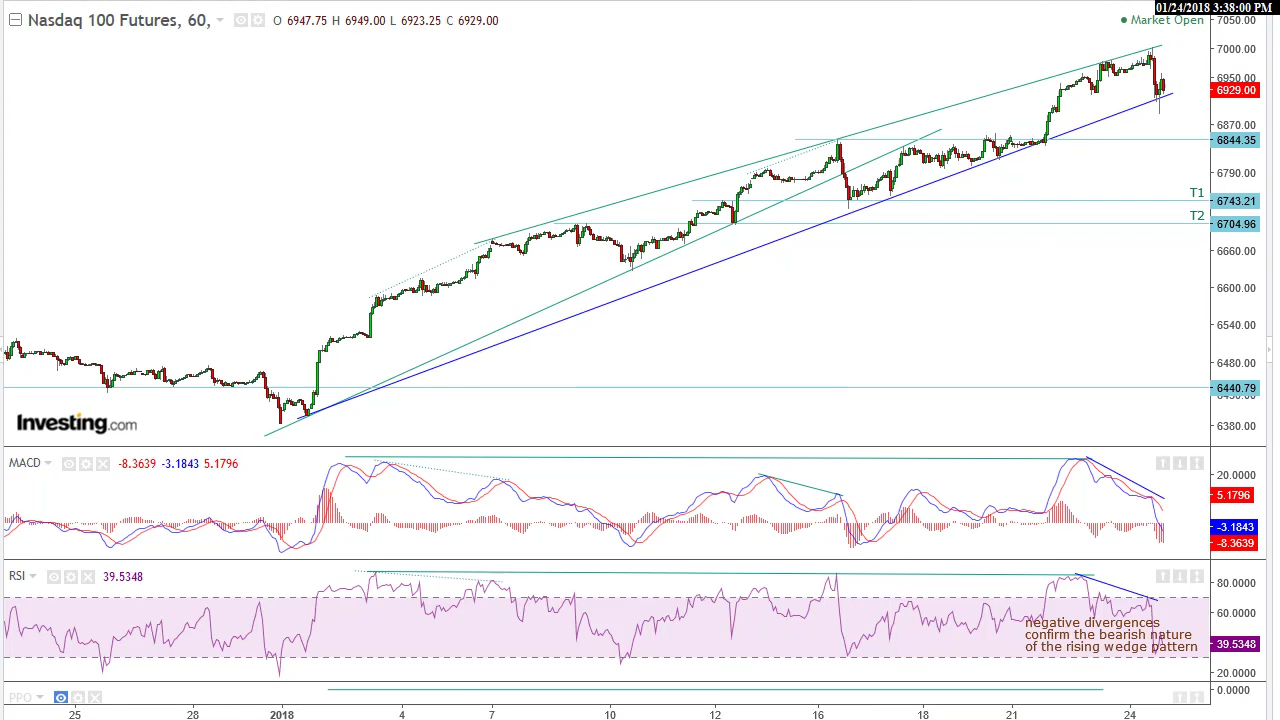 01/24/2018 3:38:00 PM
Nasdaq 100 Futures, 60, O 6947.75 H 6949.00 L 6923.25 C 6929.00
Market Open
7050.00
7000.00
6950.00
6929.00
6870.00
6844.35
6790.00
T1
6743.21
T2
6704.96
6660.00
6600.00
6540.00
6480.00
6440.79
6380.00
Investing.com
MACD -8.3639 -3.1843 5.1796
20.0000
5.1796
-3.1843
-8.3639
RSI 39.5348
80.0000
60.0000
negative divergences
confirm the bearish nature
of the rising wedge pattern
39.5348
20.0000
PPO
0.0000
25 28 2018 4 7 10 12 16 18 21 24